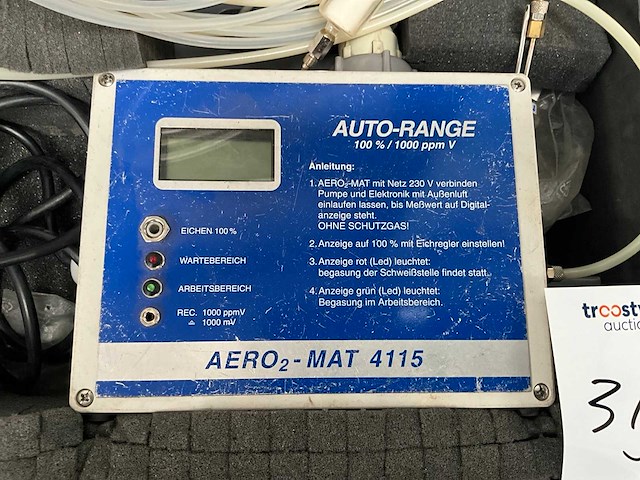 AUTO-RANGE
100 % / 1000 ppm V
Anleitung:
1. AERO₂-MAT mit Netz 230 V verbinden
Pumpe und Elektronik mit Außenluft
einlaufen lassen, bis Meßwert auf Digital-
anzeige steht.
OHNE SCHUTZGAS!
2. Anzeige auf 100 % mit Eichregler einstellen!
3. Anzeige rot (Led) leuchtet:
begasung der Schweißstelle findet statt.
4. Anzeige grün (Led) leuchtet:
Begasung im Arbeitsbereich.
EICHEN 100 %
WARTEBEREICH
ARBEITSBEREICH
REC. 1000 ppmV
≙ 1000 mV
AERO₂-MAT 4115
troostw
auctio